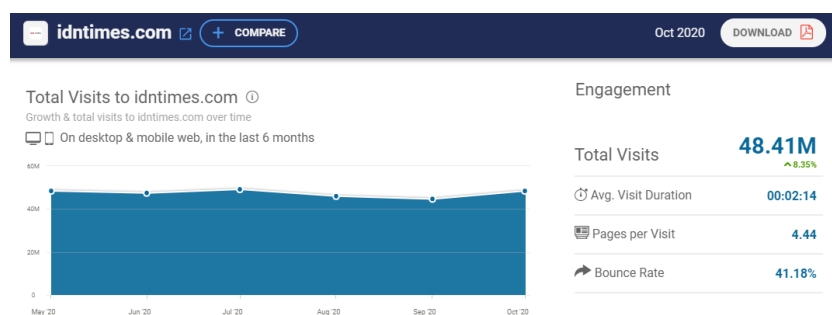 idntimes.com
+ COMPARE
Oct 2020
DOWNLOAD
Total Visits to idntimes.com
Growth & total visits to idntimes.com over time
On desktop & mobile web, in the last 6 months
60M
40M
20M
0
May '20 Jun '20 Jul '20 Aug '20 Sep '20 Oct '20
Engagement
Total Visits 48.41M
8.35%
Avg. Visit Duration 00:02:14
Pages per Visit 4.44
Bounce Rate 41.18%